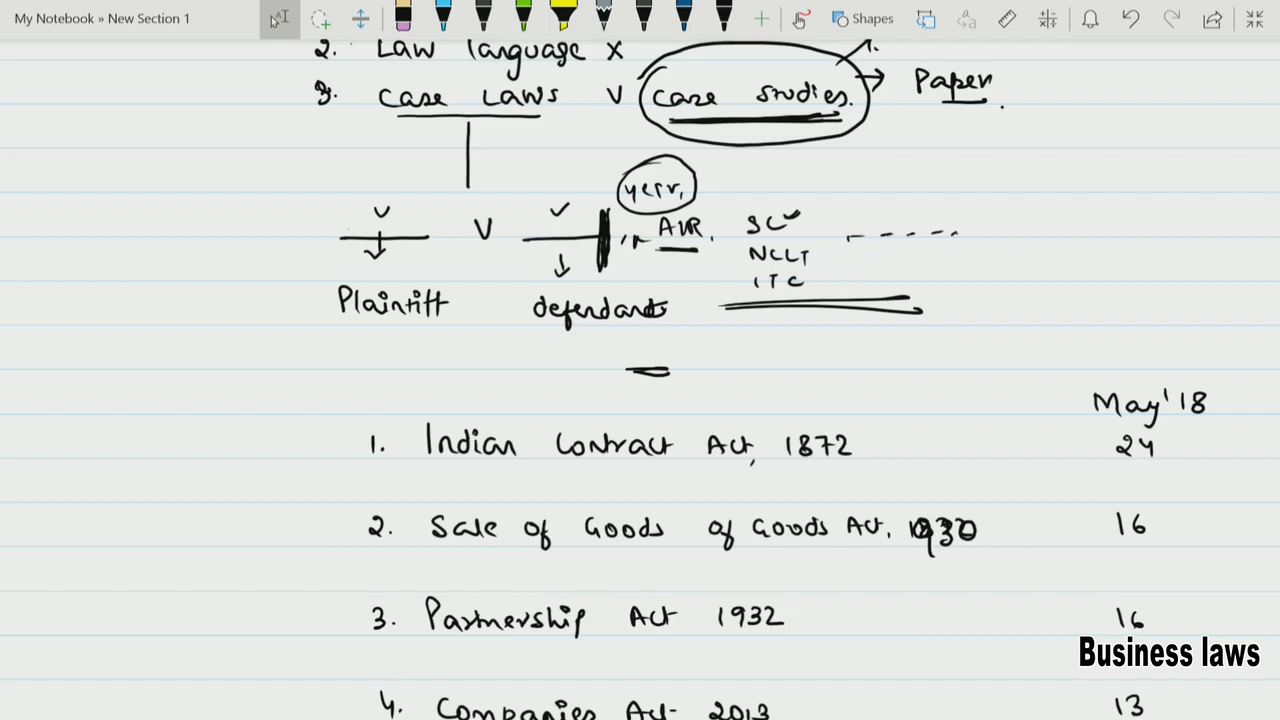 My Notebook » New Section 1
Shapes
2. Law language X
3. Case Laws V Case studies. → Paper.
year,
V AIR, SC
NCLT
ITC
Plaintiff defendants
May' 18
1. Indian Contract Act, 1872 24
2. Sale of Goods of Goods Act, 1930 16
3. Partnership Act 1932 16
Business laws
4. Companies Act 2013 13